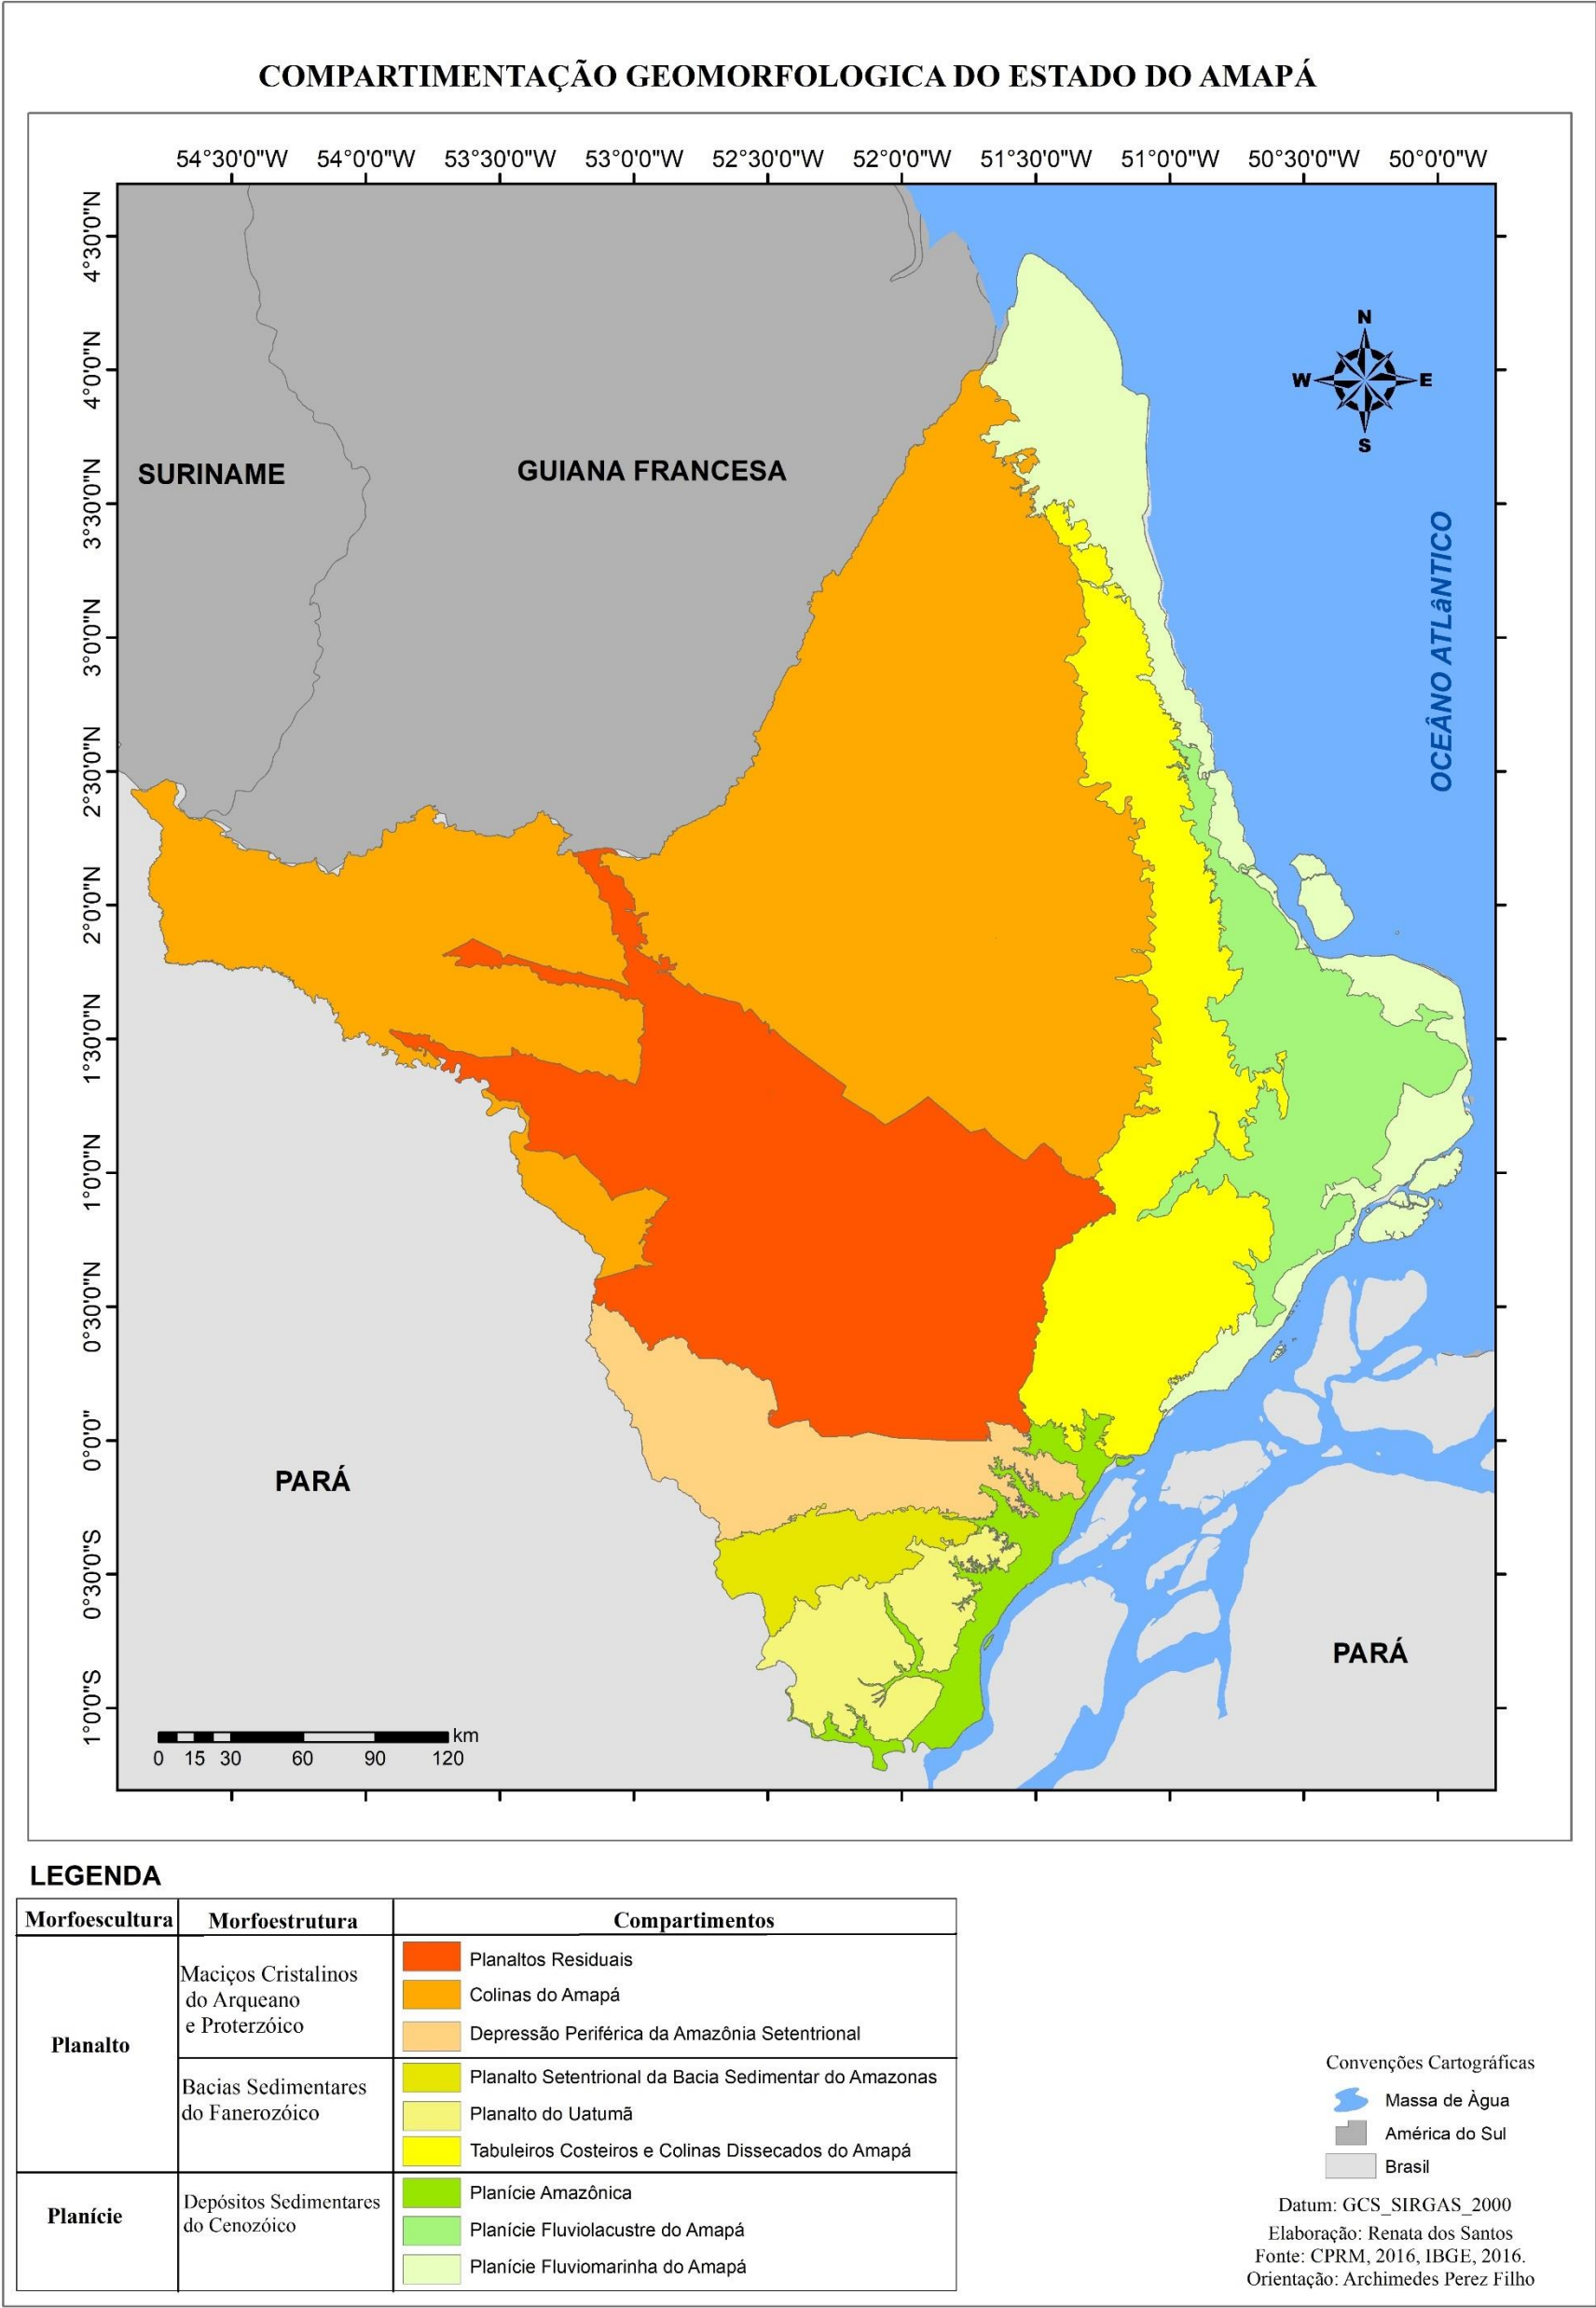 COMPARTIMENTAÇÃO GEOMORFOLOGICA DO ESTADO DO AMAPÁ
54°30'0"W 54°0'0"W 53°30'0"W 53°0'0"W 52°30'0"W 52°0'0"W 51°30'0"W 51°0'0"W 50°30'0"W 50°0'0"W
4°30'0"N
4°0'0"N
3°30'0"N
3°0'0"N
2°30'0"N
2°0'0"N
1°30'0"N
1°0'0"N
0°30'0"N
0°0'0"
0°30'0"S
1°0'0"S
N
W E
S
SURINAME
GUIANA FRANCESA
OCEÂNO ATLâNTICO
PARÁ
PARÁ
km
0 15 30 60 90 120
LEGENDA
Morfoescultura Morfoestrutura Compartimentos
Planalto
Maciços Cristalinos
do Arqueano
e Proterzóico
Planaltos Residuais
Colinas do Amapá
Depressão Periférica da Amazônia Setentrional
Bacias Sedimentares
do Fanerozóico
Planalto Setentrional da Bacia Sedimentar do Amazonas
Planalto do Uatumã
Tabuleiros Costeiros e Colinas Dissecados do Amapá
Planície
Depósitos Sedimentares
do Cenozóico
Planície Amazônica
Planície Fluviolacustre do Amapá
Planície Fluviomarinha do Amapá
Convenções Cartográficas
Massa de Àgua
América do Sul
Brasil
Datum: GCS_SIRGAS_2000
Elaboração: Renata dos Santos
Fonte: CPRM, 2016, IBGE, 2016.
Orientação: Archimedes Perez Filho